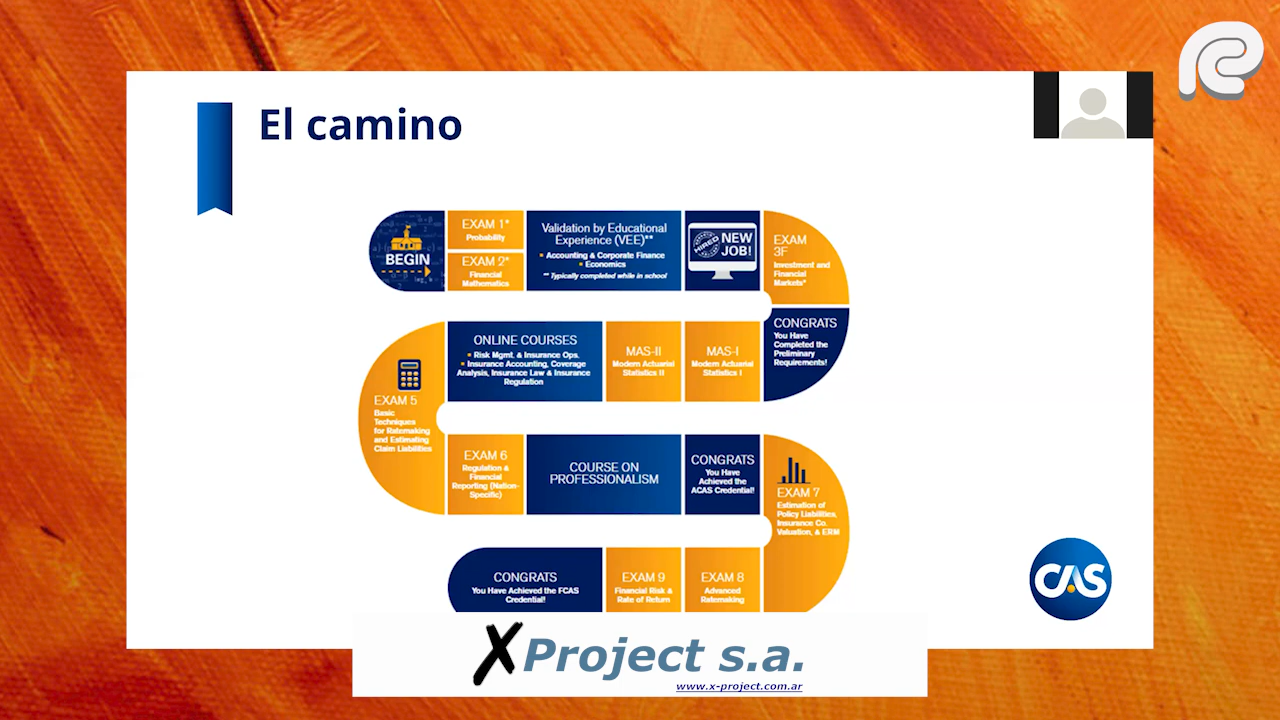 El camino
BEGIN
EXAM 1*
Probability
EXAM 2*
Financial
Mathematics
Validation by Educational
Experience (VEE)**
Accounting & Corporate Finance
Economics
** Typically completed while in school
HIRED
NEW
JOB!
EXAM
3F
Investment and
Financial
Markets*
CONGRATS
You Have
Completed the
Preliminary
Requirements!
MAS-I
Modern Actuarial
Statistics I
MAS-II
Modern Actuarial
Statistics II
ONLINE COURSES
Risk Mgmt. & Insurance Ops.
Insurance Accounting, Coverage
Analysis, Insurance Law & Insurance
Regulation
EXAM 5
Basic
Techniques
for Ratemaking
and Estimating
Claim Liabilities
EXAM 6
Regulation &
Financial
Reporting (Nation-
Specific)
COURSE ON
PROFESSIONALISM
CONGRATS
You Have
Achieved the
ACAS Credential!
EXAM 7
Estimation of
Policy Liabilities,
Insurance Co.
Valuation, & ERM
EXAM 8
Advanced
Ratemaking
EXAM 9
Financial Risk &
Rate of Return
CONGRATS
You Have Achieved the FCAS
Credential!
CAS
X Project s.a.
www.x-project.com.ar